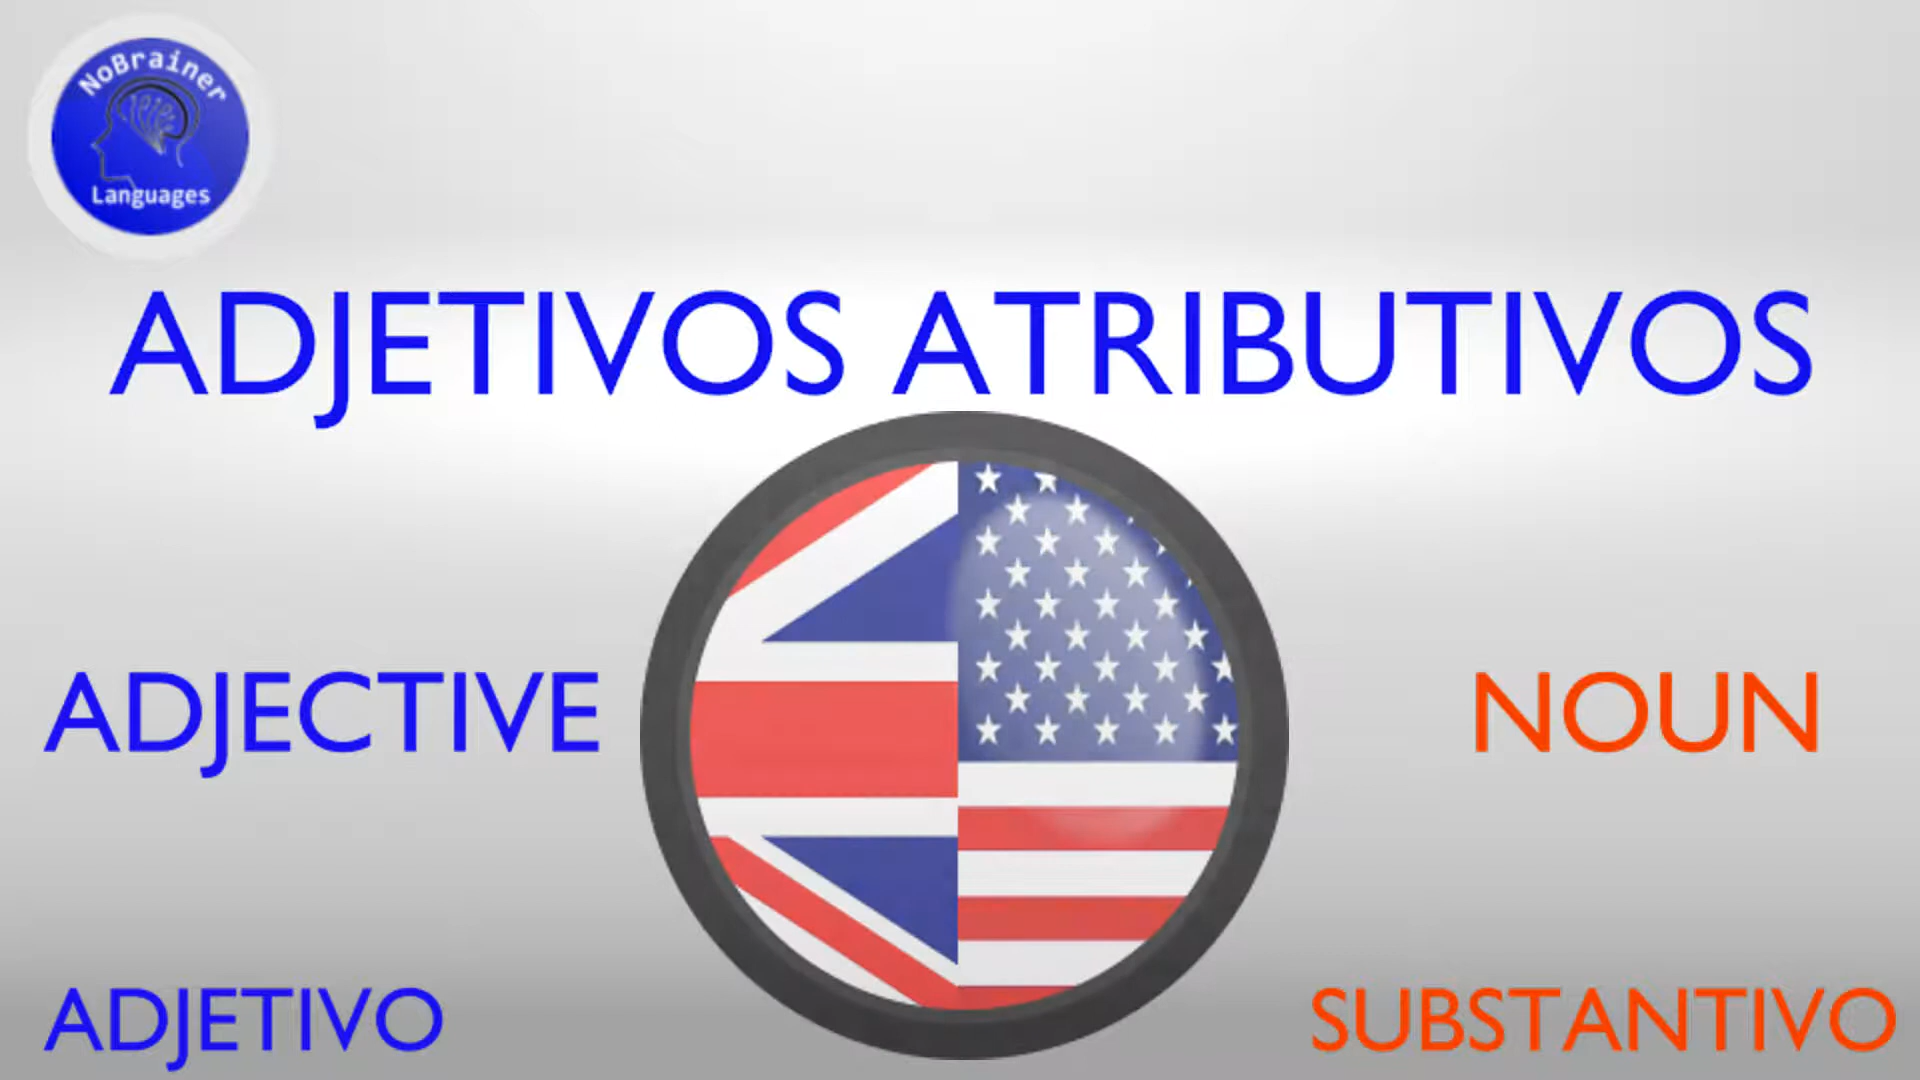 NoBrainer
Languages
ADJETIVOS ATRIBUTIVOS
ADJECTIVE
NOUN
ADJETIVO
SUBSTANTIVO